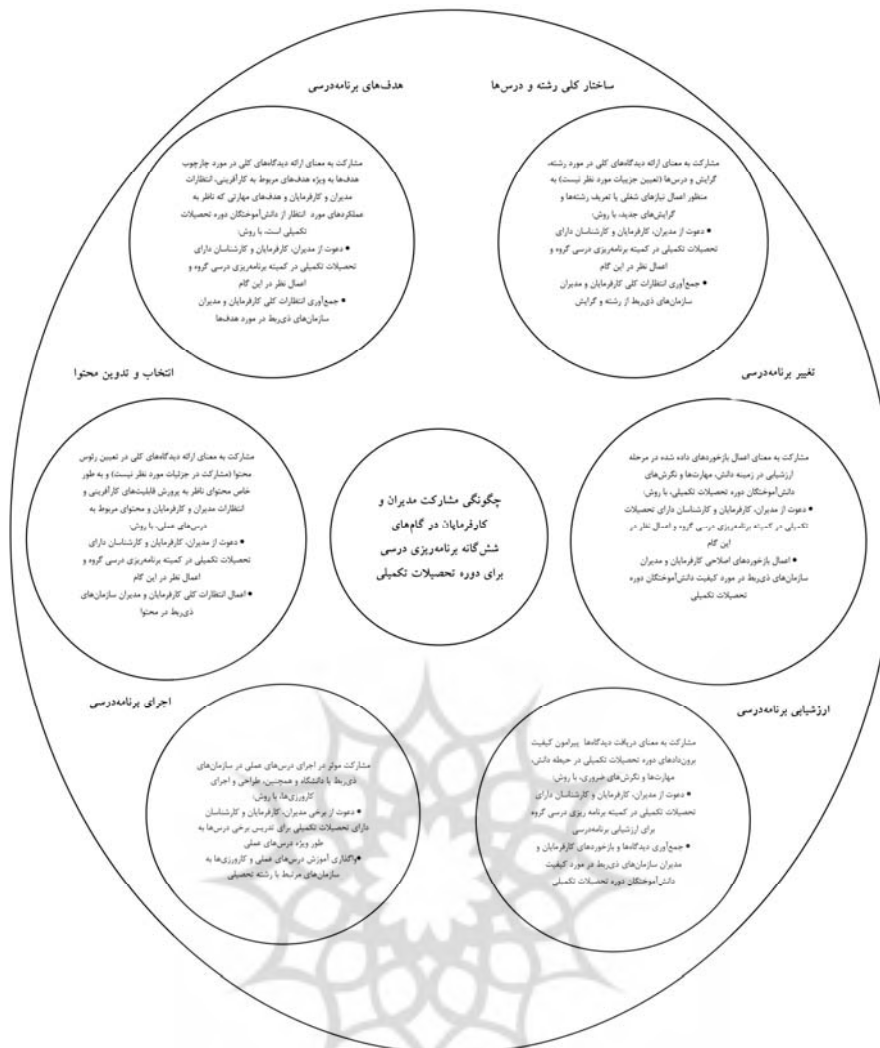 ساختار کلی رشته و درس‌ها
مشارکت به معنای ارائه دیدگاه‌های کلی در مورد رشته،
گرایش و درس‌ها (تعیین جزییات مورد نظر نیست) به
منظور اعمال نیازهای شغلی یا تعریف رشته‌ها و
گرایش‌های جدید، با روش:
● دعوت از مدیران، کارفرمایان و کارشناسان دارای
تحصیلات تکمیلی در کمیته برنامه‌ریزی درسی گروه و
اعمال نظر در این گام
● جمع‌آوری انتظارات کلی کارفرمایان و مدیران
سازمان‌های ذی‌ربط از رشته و گرایش
هدف‌های برنامه‌درسی
مشارکت به معنای ارائه دیدگاه‌های کلی در مورد چارچوب
هدف‌ها به ویژه هدف‌های مربوط به کارآفرینی، انتظارات
مدیران و کارفرمایان و هدف‌های مهارتی که ناظر به
عملکردهای مورد انتظار از دانش‌آموختگان دوره تحصیلات
تکمیلی است، با روش:
● دعوت از مدیران، کارفرمایان و کارشناسان دارای
تحصیلات تکمیلی در کمیته برنامه‌ریزی درسی گروه و
اعمال نظر در این گام
● جمع‌آوری انتظارات کلی کارفرمایان و مدیران
سازمان‌های ذی‌ربط در مورد هدف‌ها
تغییر برنامه‌درسی
مشارکت به معنای اعمال بازخوردهای داده شده در مرحله
ارزشیابی در زمینه دانش، مهارت‌ها و نگرش‌های
دانش‌آموختگان دوره تحصیلات تکمیلی، با روش:
● دعوت از مدیران، کارفرمایان و کارشناسان دارای تحصیلات
تکمیلی در کمیته برنامه‌ریزی درسی گروه و اعمال نظر در
این گام
● اعمال بازخوردهای اصلاحی کارفرمایان و مدیران
سازمان‌های ذی‌ربط در مورد کیفیت دانش‌آموختگان دوره
تحصیلات تکمیلی
چگونگی مشارکت مدیران و
کارفرمایان در گام‌های
شش‌گانه برنامه‌ریزی درسی
برای دوره تحصیلات تکمیلی
انتخاب و تدوین محتوا
مشارکت به معنای ارائه دیدگاه‌های کلی در تعیین رئوس
محتوا (مشارکت در جزئیات مورد نظر نیست) و به طور
خاص محتوای ناظر به پرورش قابلیت‌های کارآفرینی و
انتظارات مدیران و کارفرمایان و محتوای مربوط به
درس‌های عملی، با روش:
● دعوت از مدیران، کارفرمایان و کارشناسان دارای
تحصیلات تکمیلی در کمیته برنامه‌ریزی درسی گروه و
اعمال نظر در این گام
● اعمال انتظارات کلی کارفرمایان و مدیران سازمان‌های
ذی‌ربط در محتوا
ارزشیابی برنامه‌درسی
مشارکت به معنای دریافت دیدگاه‌ها پیرامون کیفیت
برون‌دادهای دوره تحصیلات تکمیلی در حیطه دانش،
مهارت‌ها و نگرش‌های ضروری، با روش:
● دعوت از مدیران، کارفرمایان و کارشناسان دارای
تحصیلات تکمیلی در کمیته برنامه ریزی درسی گروه
برای ارزشیابی برنامه‌درسی
● جمع‌آوری دیدگاه‌ها و بازخوردهای کارفرمایان و
مدیران سازمان‌های ذی‌ربط در مورد کیفیت
دانش‌آموختگان دوره تحصیلات تکمیلی
اجرای برنامه‌درسی
مشارکت موثر در اجرای درس‌های عملی در سازمان‌های
ذی‌ربط با دانشگاه و همچنین، طراحی و اجرای
کارورزی‌ها، با روش:
● دعوت از برخی مدیران، کارفرمایان و کارشناسان
دارای تحصیلات تکمیلی برای تدریس برخی درس‌ها به
طور ویژه درس‌های عملی
● واگذاری آموزش درس‌های عملی و کارورزی‌ها به
سازمان‌های مرتبط با رشته تحصیلی